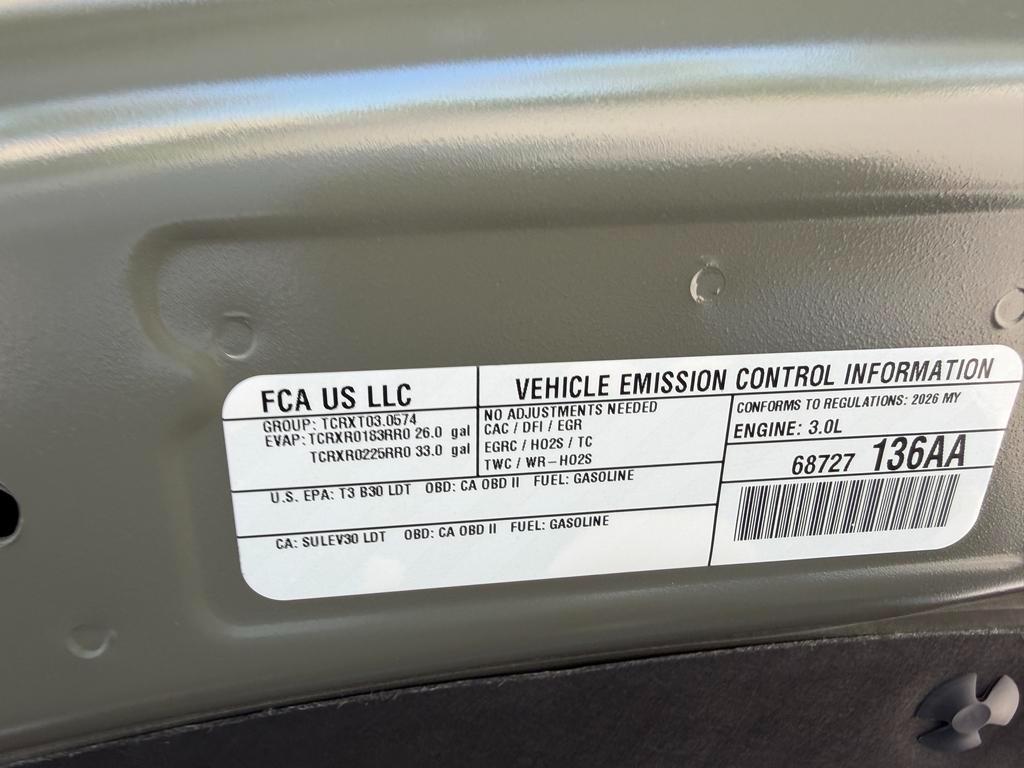 FCA US LLC
VEHICLE EMISSION CONTROL INFORMATION
GROUP: TCRXT03.0574
EVAP: TCRXR0183RR0 26.0 gal
TCRXR0225RR0 33.0 gal
NO ADJUSTMENTS NEEDED
CAC / DFI / EGR
EGRC / HO2S / TC
TWC / WR-HO2S
CONFORMS TO REGULATIONS: 2026 MY
ENGINE: 3.0L
68727 136AA
U.S. EPA: T3 B30 LDT OBD: CA OBD II FUEL: GASOLINE
CA: SULEV30 LDT OBD: CA OBD II FUEL: GASOLINE